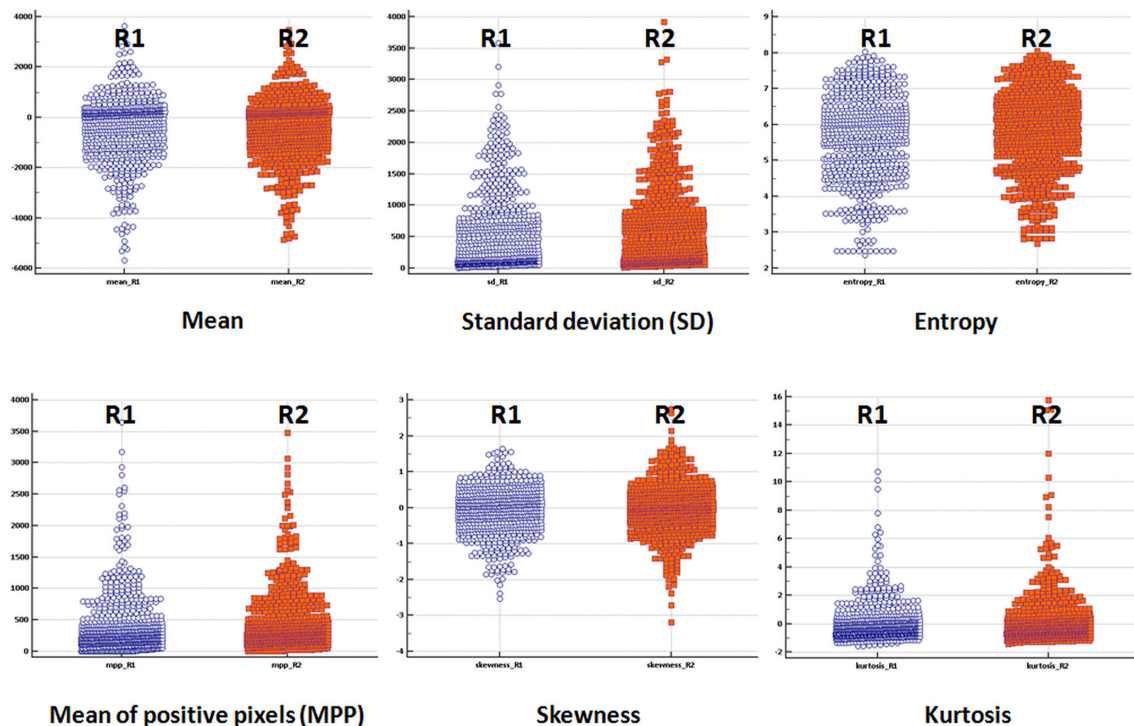 4000
2000
0
-2000
-4000
-6000
R1
R2
mean_R1
mean_R2
Mean
4000
3500
3000
2500
2000
1500
1000
500
0
R1
R2
sd_R1
sd_R2
Standard deviation (SD)
9
8
7
6
5
4
3
2
R1
R2
entropy_R1
entropy_R2
Entropy
4000
3500
3000
2500
2000
1500
1000
500
0
R1
R2
mpp_R1
mpp_R2
Mean of positive pixels (MPP)
3
2
1
0
-1
-2
-3
-4
R1
R2
skewness_R1
skewness_R2
Skewness
16
14
12
10
8
6
4
2
0
-2
R1
R2
kurtosis_R1
kurtosis_R2
Kurtosis